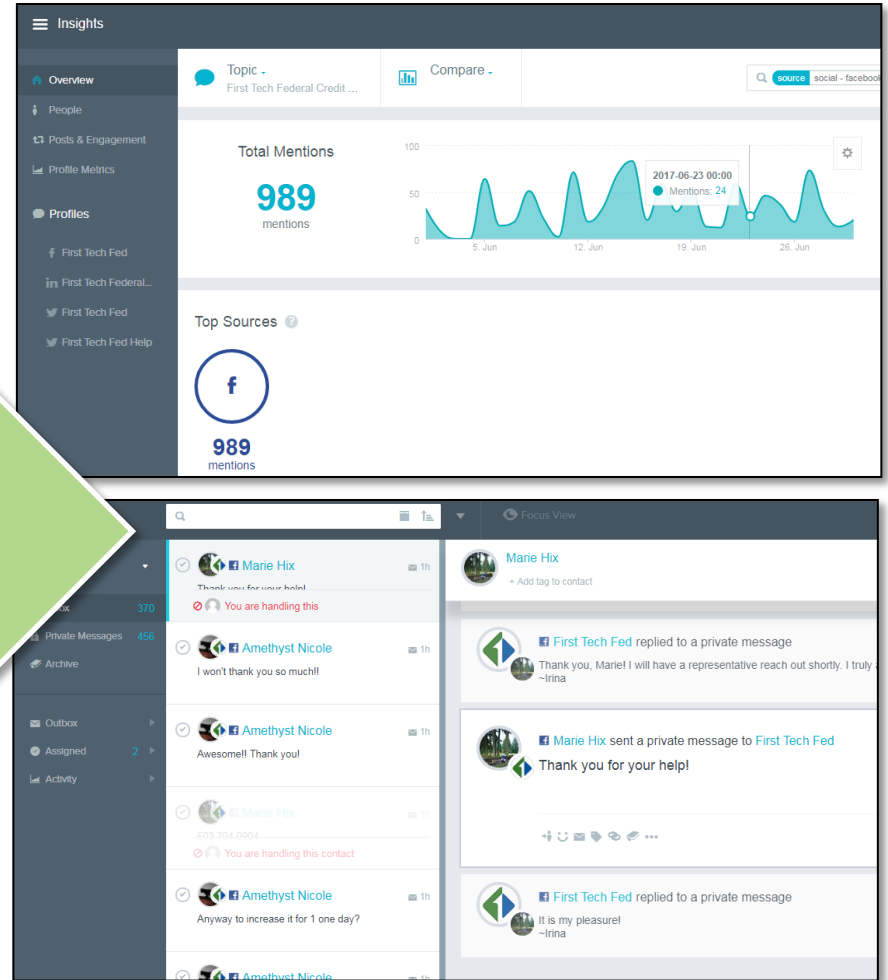 Insights
Overview
People
Posts & Engagement
Profile Metrics
Profiles
First Tech Fed
First Tech Federal...
First Tech Fed
First Tech Fed Help
Topic
First Tech Federal Credit ...
Compare
source social - facebook
Total Mentions
989
mentions
100
50
0
2017-06-23 00:00
Mentions: 24
5. Jun
12. Jun
19. Jun
26. Jun
Top Sources
989
mentions
Focus View
370
Private Messages 456
Archive
Outbox
Assigned 2
Activity
Marie Hix 1h
Thank you for your help!
You are handling this
Amethyst Nicole 1h
I won't thank you so much!!
Amethyst Nicole 1h
Awesome!! Thank you!
Marie Hix 1h
You are handling this contact
Amethyst Nicole 1h
Anyway to increase it for 1 one day?
Amethyst Nicole 1h
Marie Hix
+ Add tag to contact
First Tech Fed replied to a private message
Thank you, Marie! I will have a representative reach out shortly. I truly
~Irina
Marie Hix sent a private message to First Tech Fed
Thank you for your help!
First Tech Fed replied to a private message
It is my pleasure!
~Irina